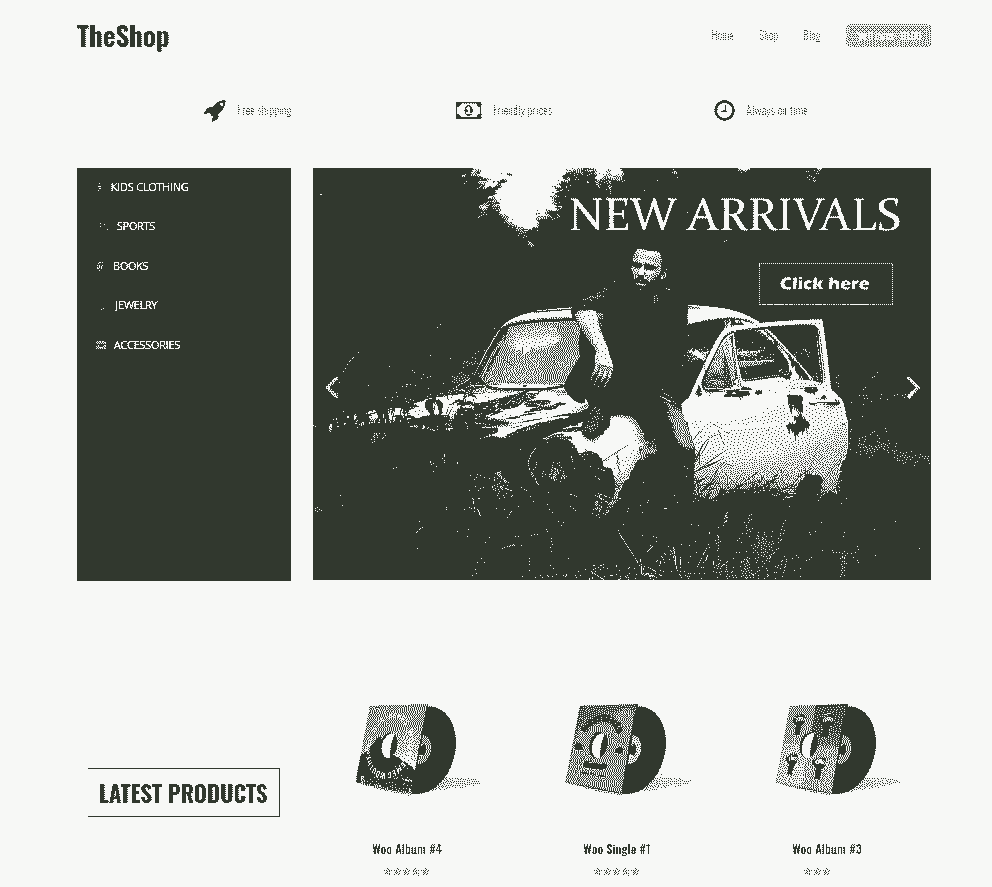 TheShop
Home
Shop
Blog
Free shipping
Friendly prices
Always on time
KIDS CLOTHING
SPORTS
BOOKS
JEWELRY
ACCESSORIES
NEW ARRIVALS
Click here
LATEST PRODUCTS
Woo Album #4
Woo Single #1
Woo Album #3